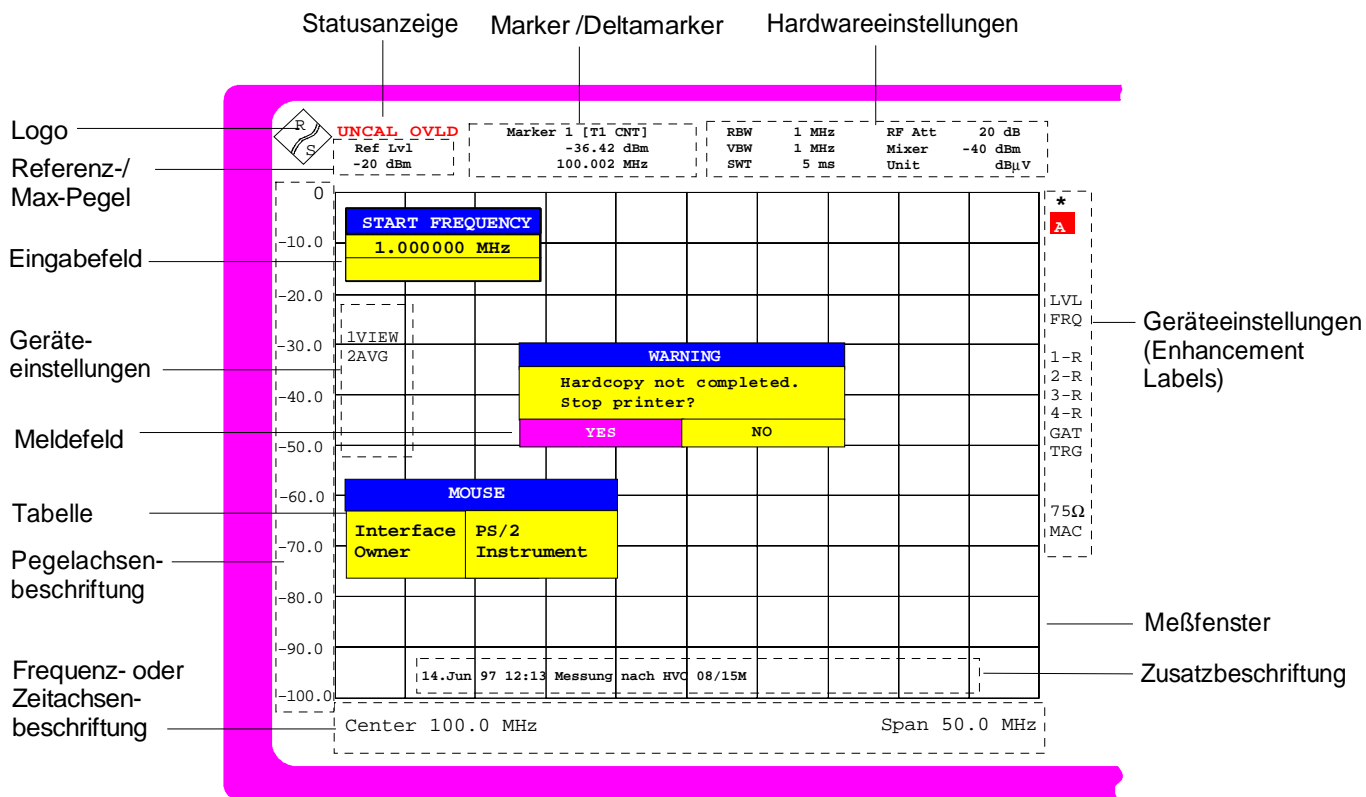 Statusanzeige
Marker /Deltamarker
Hardwareeinstellungen
Logo
Referenz-/
Max-Pegel
Eingabefeld
Geräte-
einstellungen
Meldefeld
Tabelle
Pegelachsen-
beschriftung
Frequenz- oder
Zeitachsen-
beschriftung
R
S
UNCAL OVLD
Ref Lvl
-20 dBm
Marker 1 [T1 CNT]
-36.42 dBm
100.002 MHz
RBW 1 MHz RF Att 20 dB
VBW 1 MHz Mixer -40 dBm
SWT 5 ms Unit dBµV
0
-10.0
-20.0
-30.0
-40.0
-50.0
-60.0
-70.0
-80.0
-90.0
-100.0
START FREQUENCY
1.000000 MHz
1VIEW
2AVG
WARNING
Hardcopy not completed.
Stop printer?
YES NO
MOUSE
Interface PS/2
Owner Instrument
14.Jun 97 12:13 Messung nach HVO 08/15M
Center 100.0 MHz Span 50.0 MHz
*
A
LVL
FRQ
1-R
2-R
3-R
4-R
GAT
TRG
75Ω
MAC
Geräteeinstellungen
(Enhancement
Labels)
Meßfenster
Zusatzbeschriftung